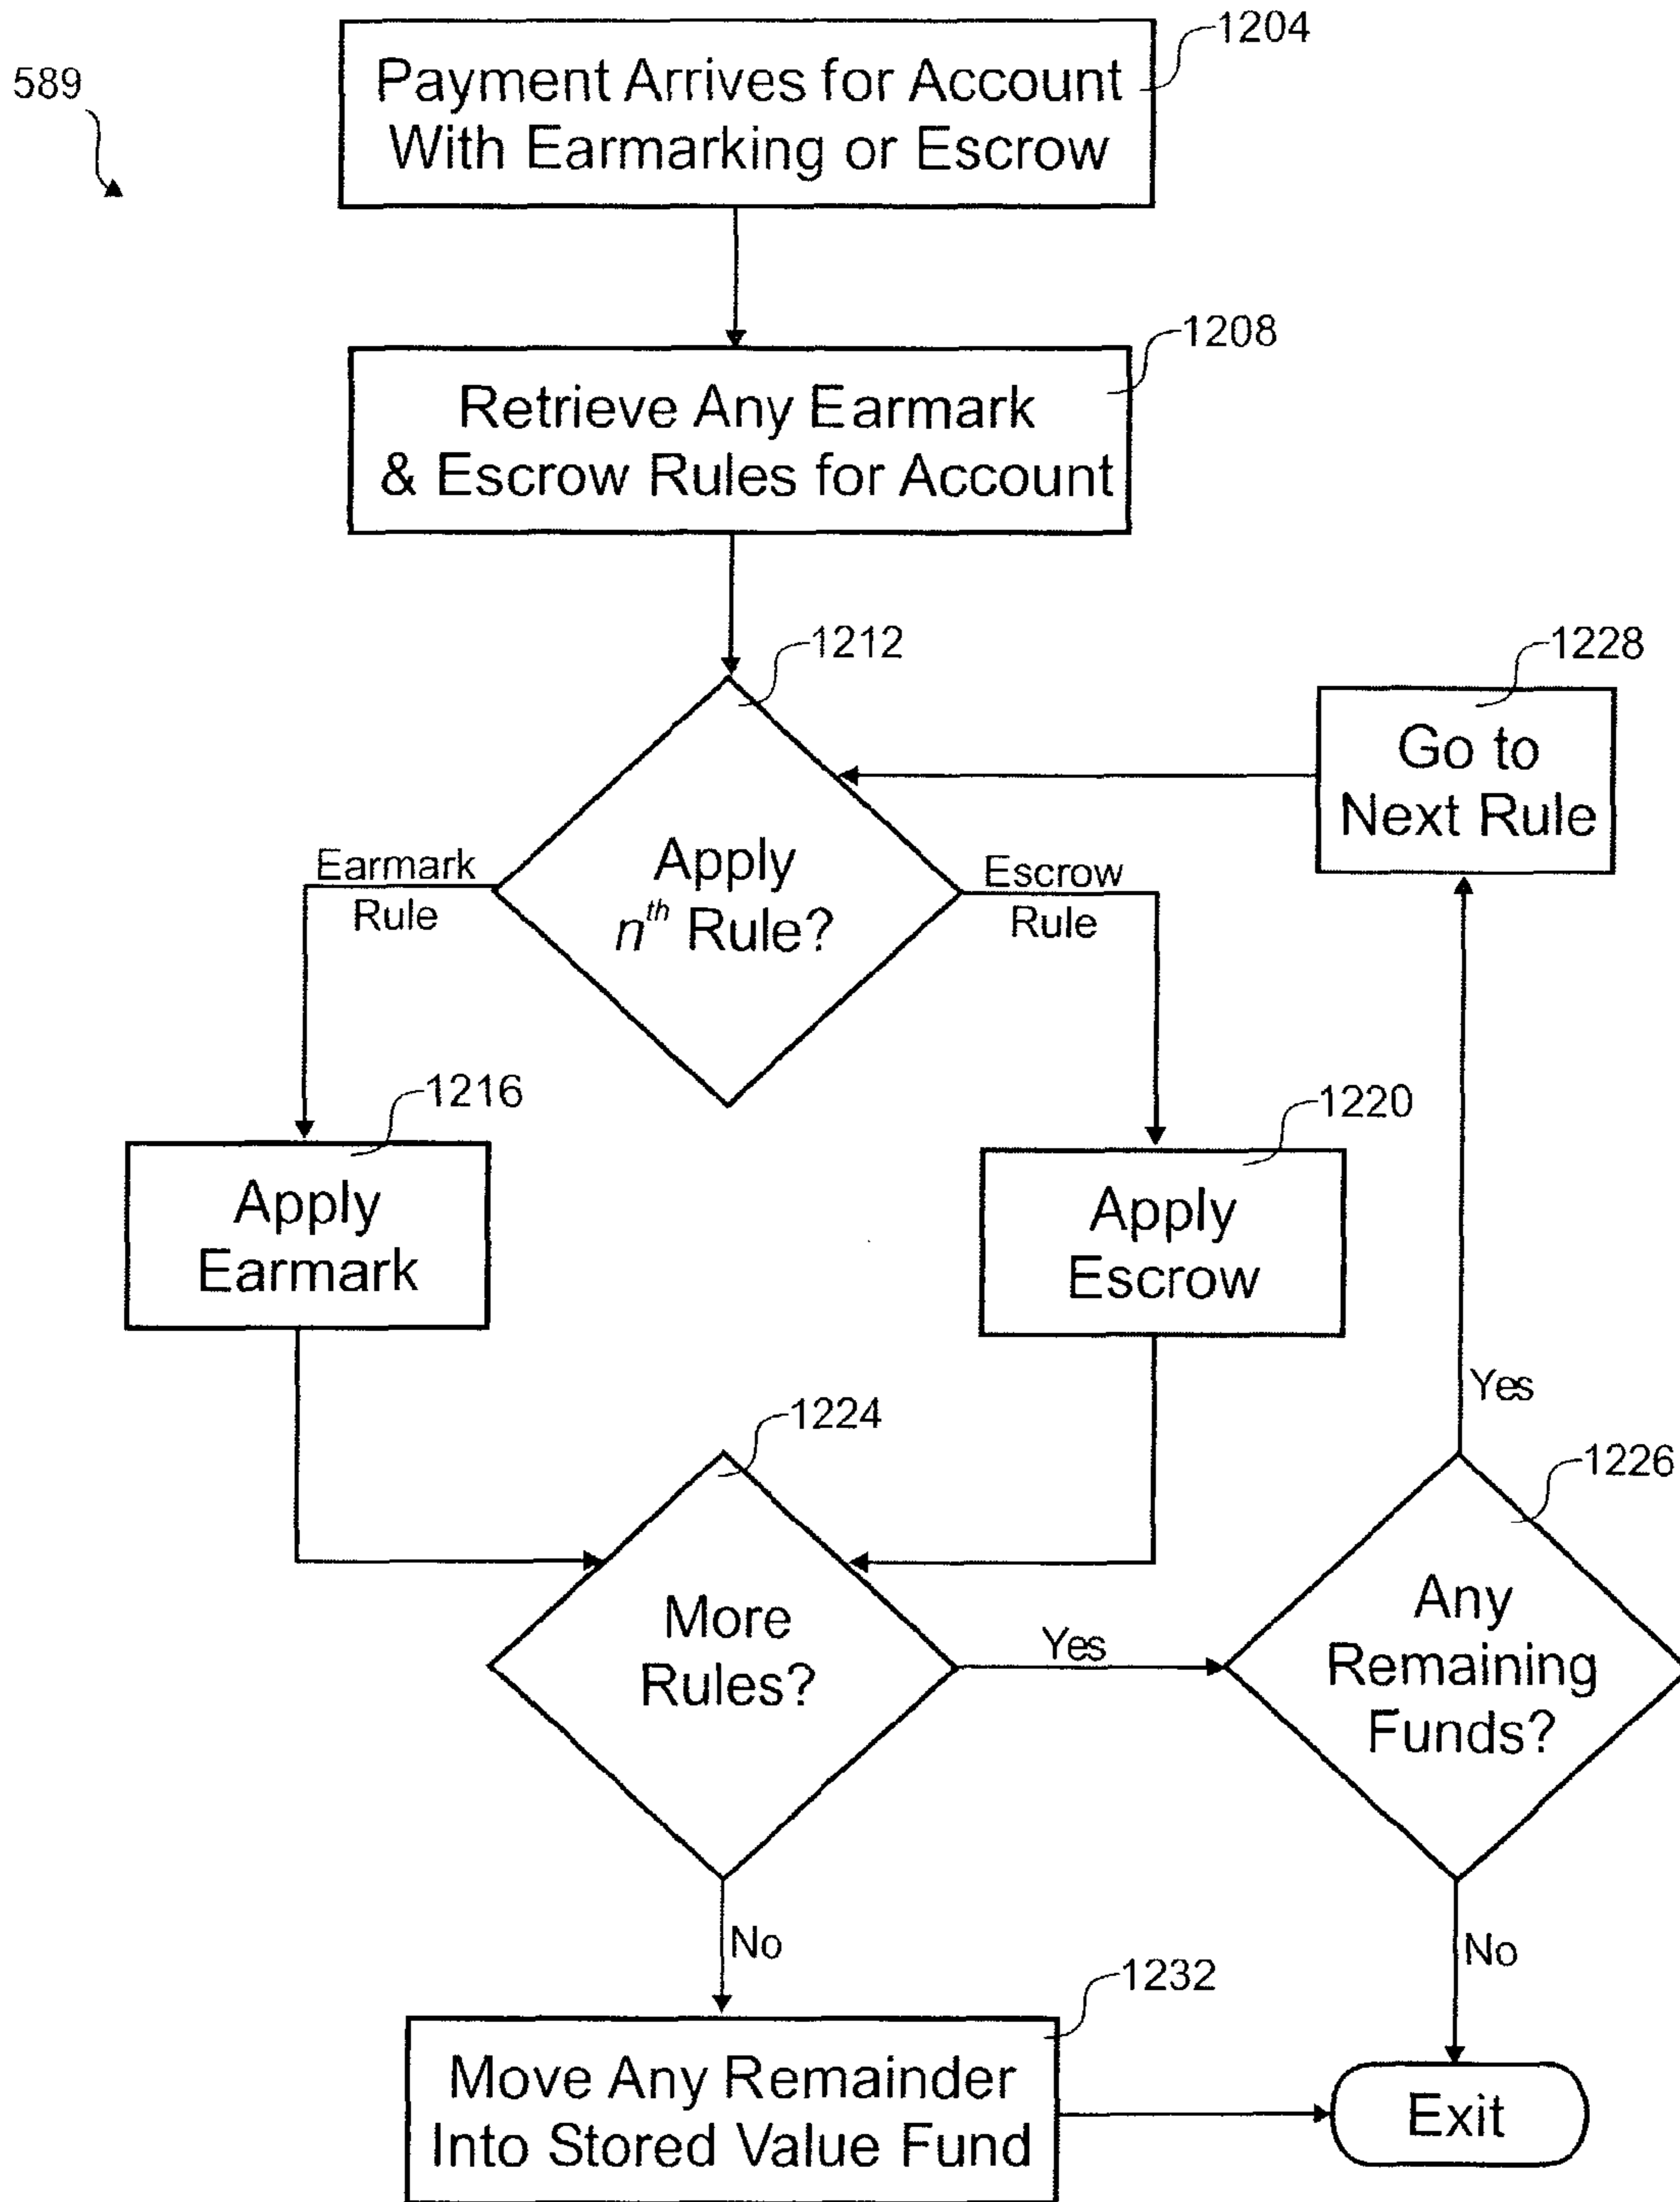 1204
589
Payment Arrives for Account
With Earmarking or Escrow
1208
Retrieve Any Earmark
& Escrow Rules for Account
1212
1228
Go to
Next Rule
Earmark
Rule
Apply
nth Rule?
Escrow
Rule
1216
1220
Apply
Earmark
Apply
Escrow
Yes
1224
1226
More
Rules?
Yes
Any
Remaining
Funds?
No
No
1232
Move Any Remainder
Into Stored Value Fund
Exit